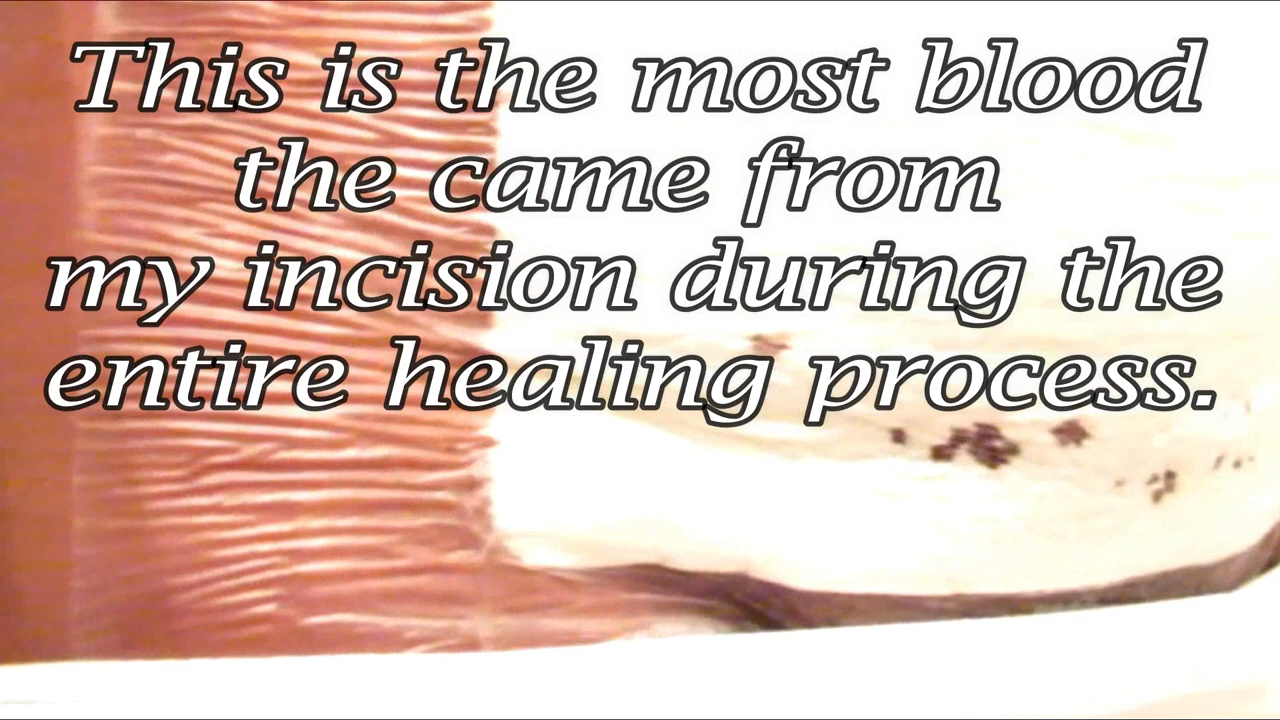 This is the most blood
the came from
my incision during the
entire healing process.